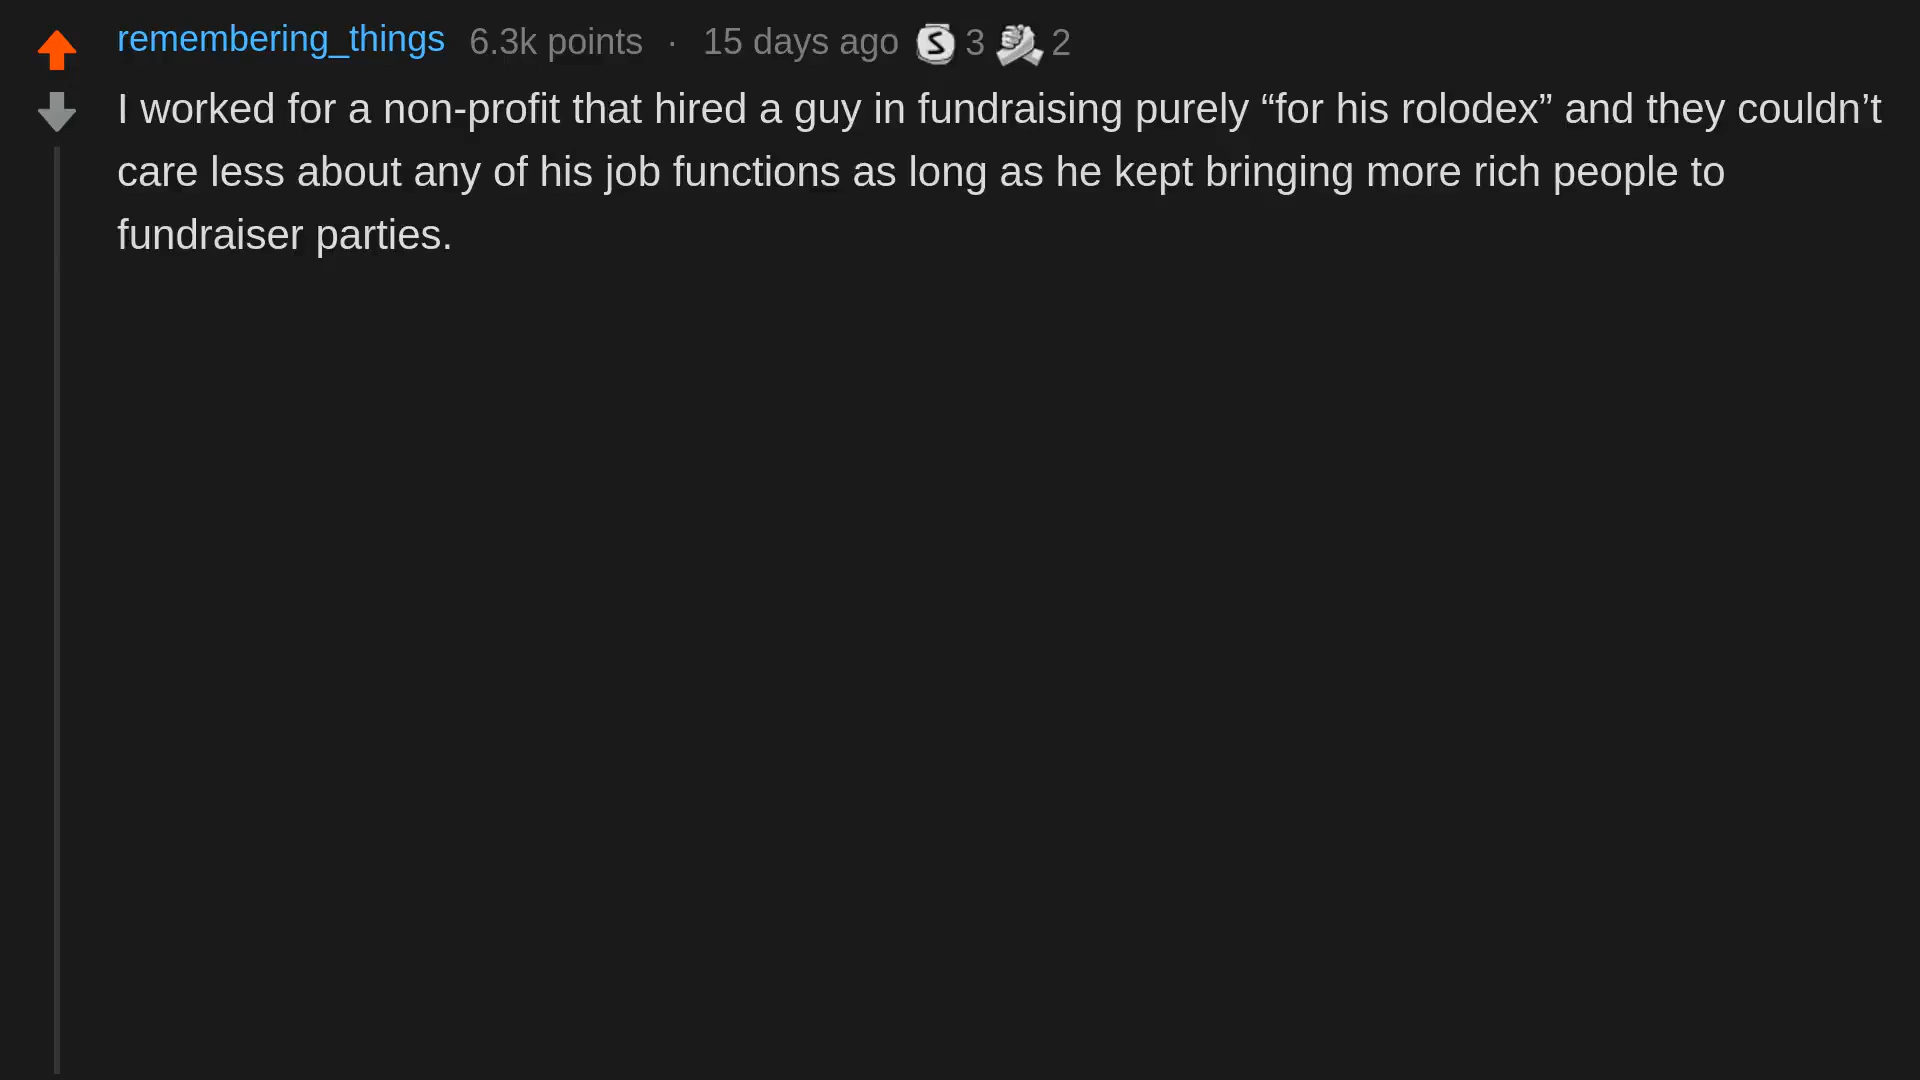 remembering_things 6.3k points · 15 days ago S 3 2
I worked for a non-profit that hired a guy in fundraising purely “for his rolodex” and they couldn’t
care less about any of his job functions as long as he kept bringing more rich people to
fundraiser parties.